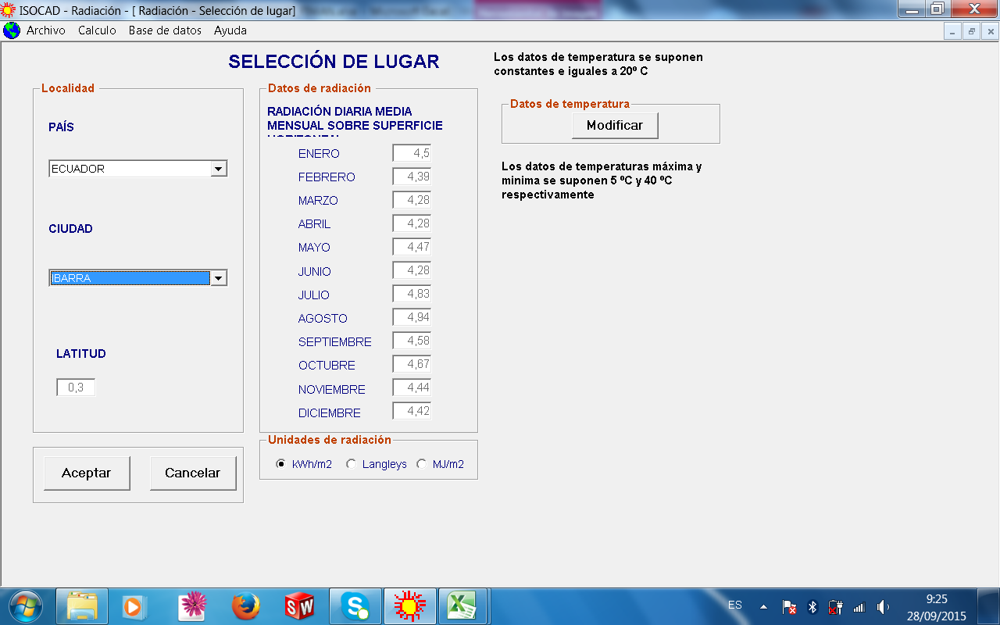 ISOCAD - Radiación - [ Radiación - Selección de lugar]
Archivo Calculo Base de datos Ayuda
SELECCIÓN DE LUGAR
Localidad
PAÍS
ECUADOR
CIUDAD
IBARRA
LATITUD
0,3
Aceptar Cancelar
Datos de radiación
RADIACIÓN DIARIA MEDIA
MENSUAL SOBRE SUPERFICIE
ENERO 4,5
FEBRERO 4,39
MARZO 4,28
ABRIL 4,28
MAYO 4,47
JUNIO 4,28
JULIO 4,83
AGOSTO 4,94
SEPTIEMBRE 4,58
OCTUBRE 4,67
NOVIEMBRE 4,44
DICIEMBRE 4,42
Unidades de radiación
kWh/m2 Langleys MJ/m2
Los datos de temperatura se suponen
constantes e iguales a 20º C
Datos de temperatura
Modificar
Los datos de temperaturas máxima y
minima se suponen 5 ºC y 40 ºC
respectivamente
SW
ES
9:25
28/09/2015